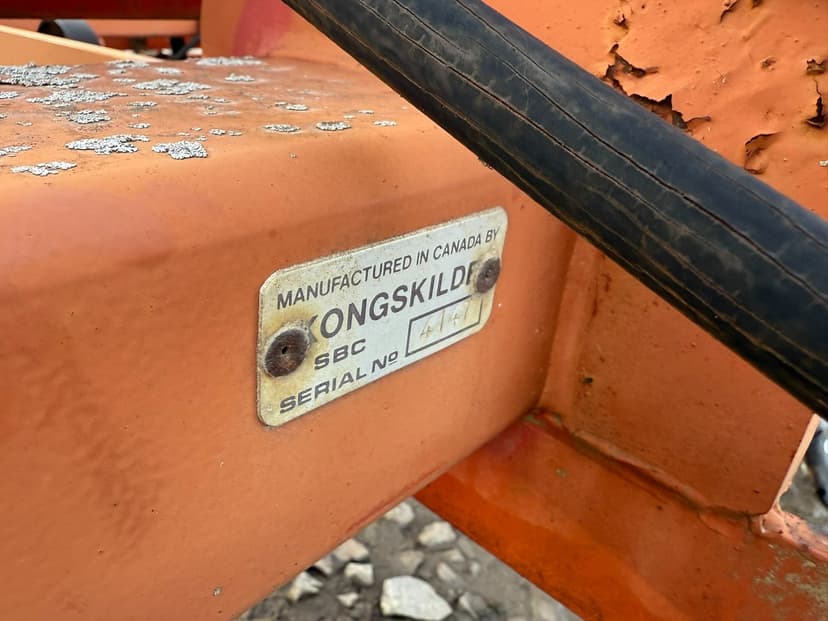 MANUFACTURED IN CANADA BY
KONGSKILDE
SBC
SERIAL Nº